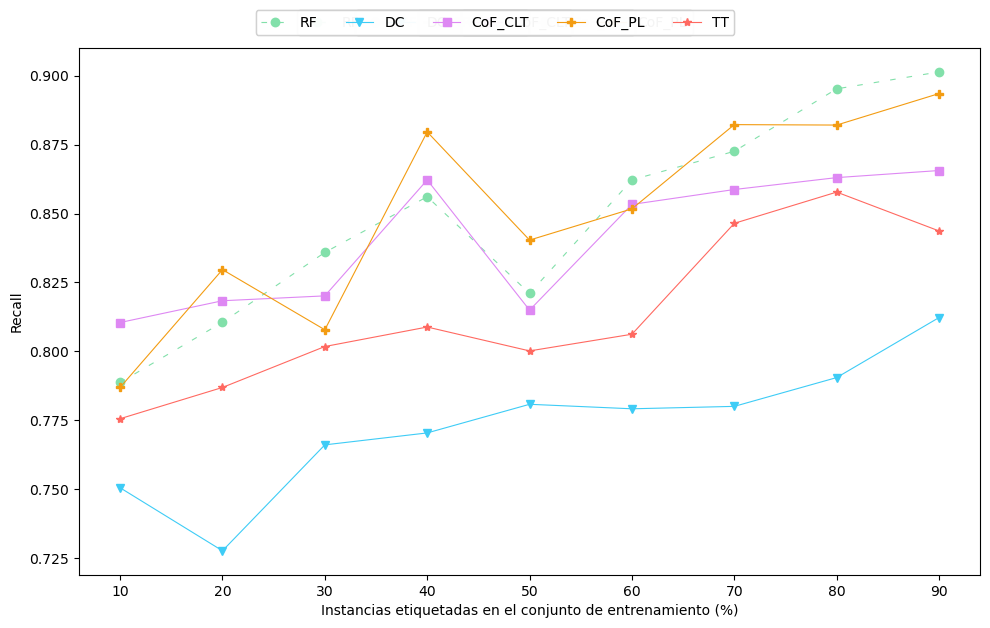 RF DC CoF_CLT CoF_PL TT
0.900
0.875
0.850
0.825
0.800
0.775
0.750
0.725
Recall
10 20 30 40 50 60 70 80 90
Instancias etiquetadas en el conjunto de entrenamiento (%)